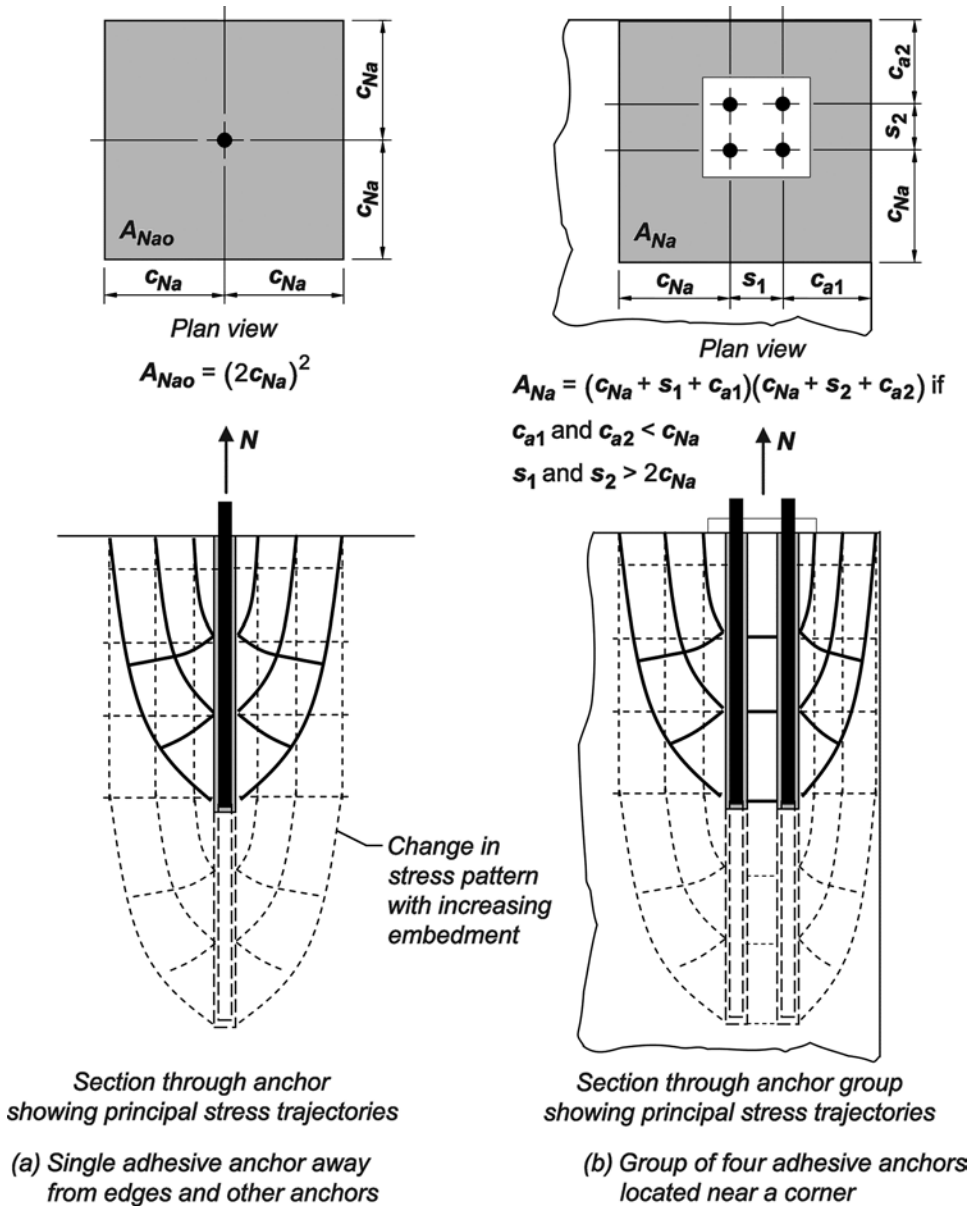 c_Na
c_Na
A_Nao
c_Na c_Na
Plan view
A_Nao = (2c_Na)^2
c_a2
s_2
c_Na
A_Na
c_Na s_1 c_a1
Plan view
A_Na = (c_Na + s_1 + c_a1)(c_Na + s_2 + c_a2) if
c_a1 and c_a2 < c_Na
s_1 and s_2 > 2c_Na
N
N
Change in
stress pattern
with increasing
embedment
Section through anchor
showing principal stress trajectories
(a) Single adhesive anchor away
from edges and other anchors
Section through anchor group
showing principal stress trajectories
(b) Group of four adhesive anchors
located near a corner